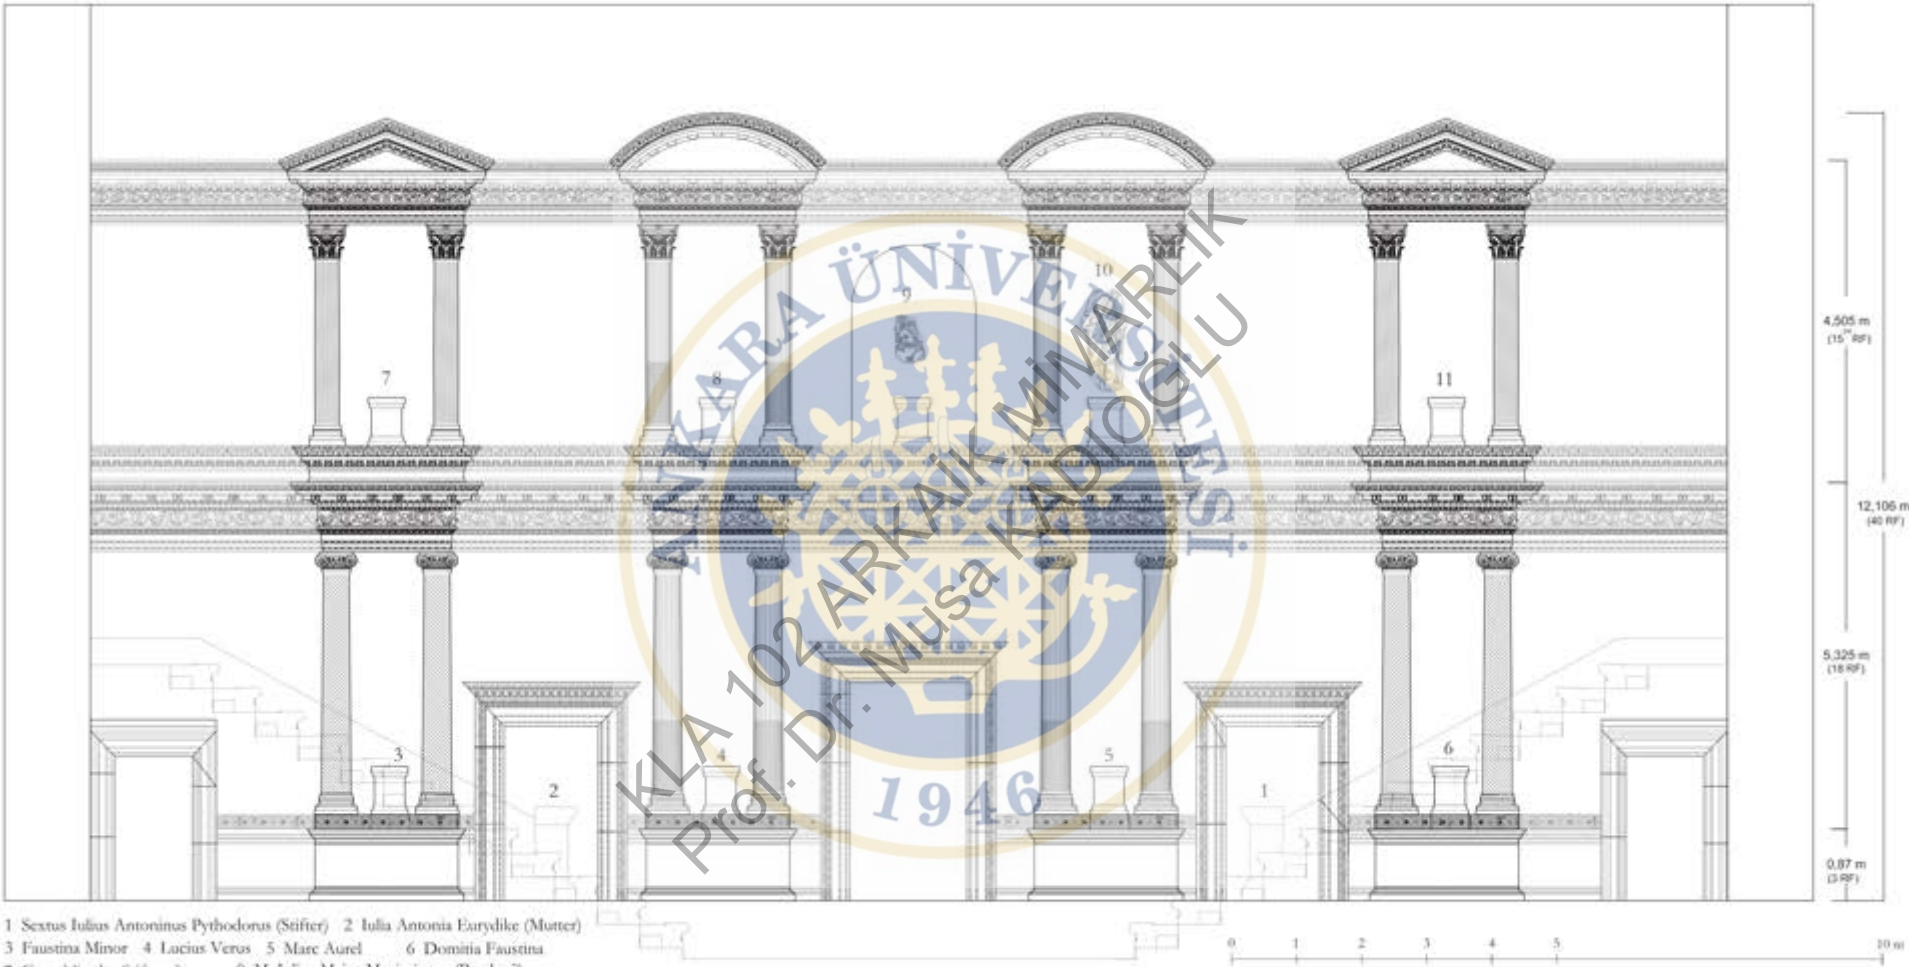 10
9
7
8
11
4,505 m
(15 RF)
12,106 m
(40 RF)
5,325 m
(18 RF)
3
4
5
6
2
1
0,87 m
(3 RF)
ANKARA ÜNİVERSİTESİ
1946
KLA 102 ARKAİK MİMARLIK
Prof. Dr. Musa KADIOĞLU
1 Sextus Iulius Antoninus Pythodorus (Stifter) 2 Iulia Antonia Eurydike (Mutter)
3 Faustina Minor 4 Lucius Verus 5 Marc Aurel 6 Domitia Faustina
0 1 2 3 4 5 10 m